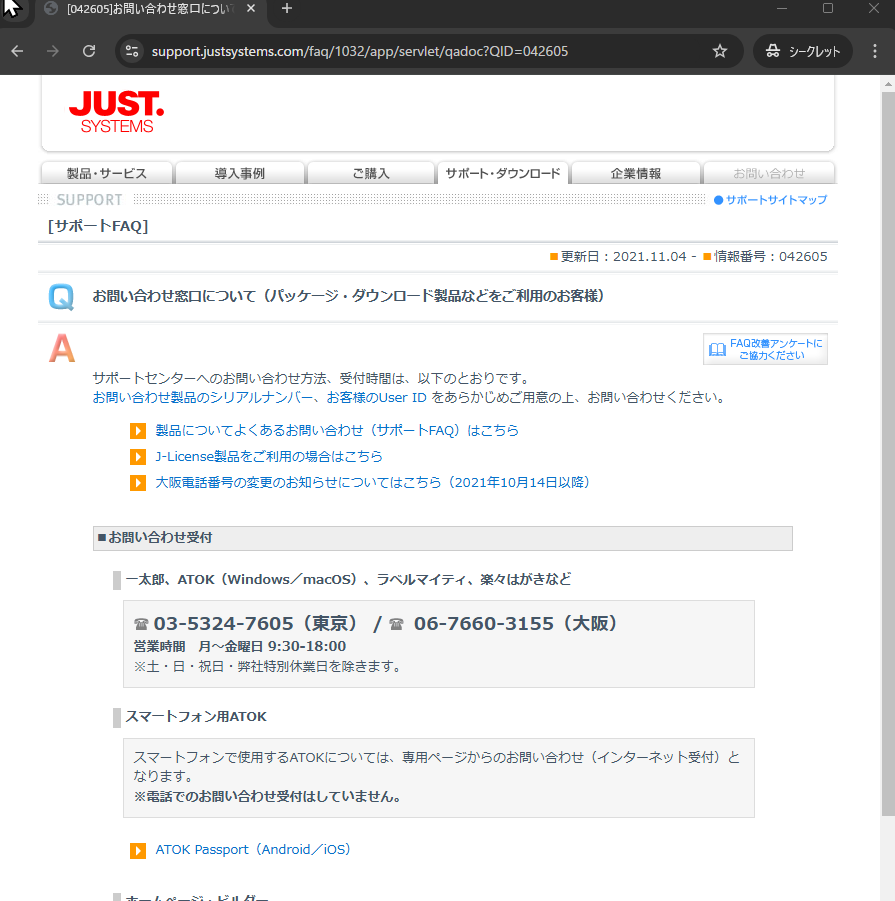 [042605]お問い合わせ窓口につい
support.justsystems.com/faq/1032/app/servlet/qadoc?QID=042605
シークレット
JUST.
SYSTEMS
製品・サービス 導入事例 ご購入 サポート・ダウンロード 企業情報 お問い合わせ
SUPPORT
サポートサイトマップ
[サポートFAQ]
■更新日：2021.11.04 - ■情報番号：042605
Q お問い合わせ窓口について（パッケージ・ダウンロード製品などをご利用のお客様）
A
FAQ改善アンケートに
ご協力ください
サポートセンターへのお問い合わせ方法、受付時間は、以下のとおりです。
お問い合わせ製品のシリアルナンバー、お客様のUser ID をあらかじめご用意の上、お問い合わせください。
製品についてよくあるお問い合わせ（サポートFAQ）はこちら
J-License製品をご利用の場合はこちら
大阪電話番号の変更のお知らせについてはこちら（2021年10月14日以降）
■お問い合わせ受付
一太郎、ATOK（Windows／macOS）、ラベルマイティ、楽々はがきなど
☎03-5324-7605（東京） / ☎ 06-7660-3155（大阪）
営業時間　月～金曜日 9:30-18:00
※土・日・祝日・弊社特別休業日を除きます。
スマートフォン用ATOK
スマートフォンで使用するATOKについては、専用ページからのお問い合わせ（インターネット受付）と
なります。
※電話でのお問い合わせ受付はしていません。
ATOK Passport（Android／iOS）
ホームページ・ビルダー